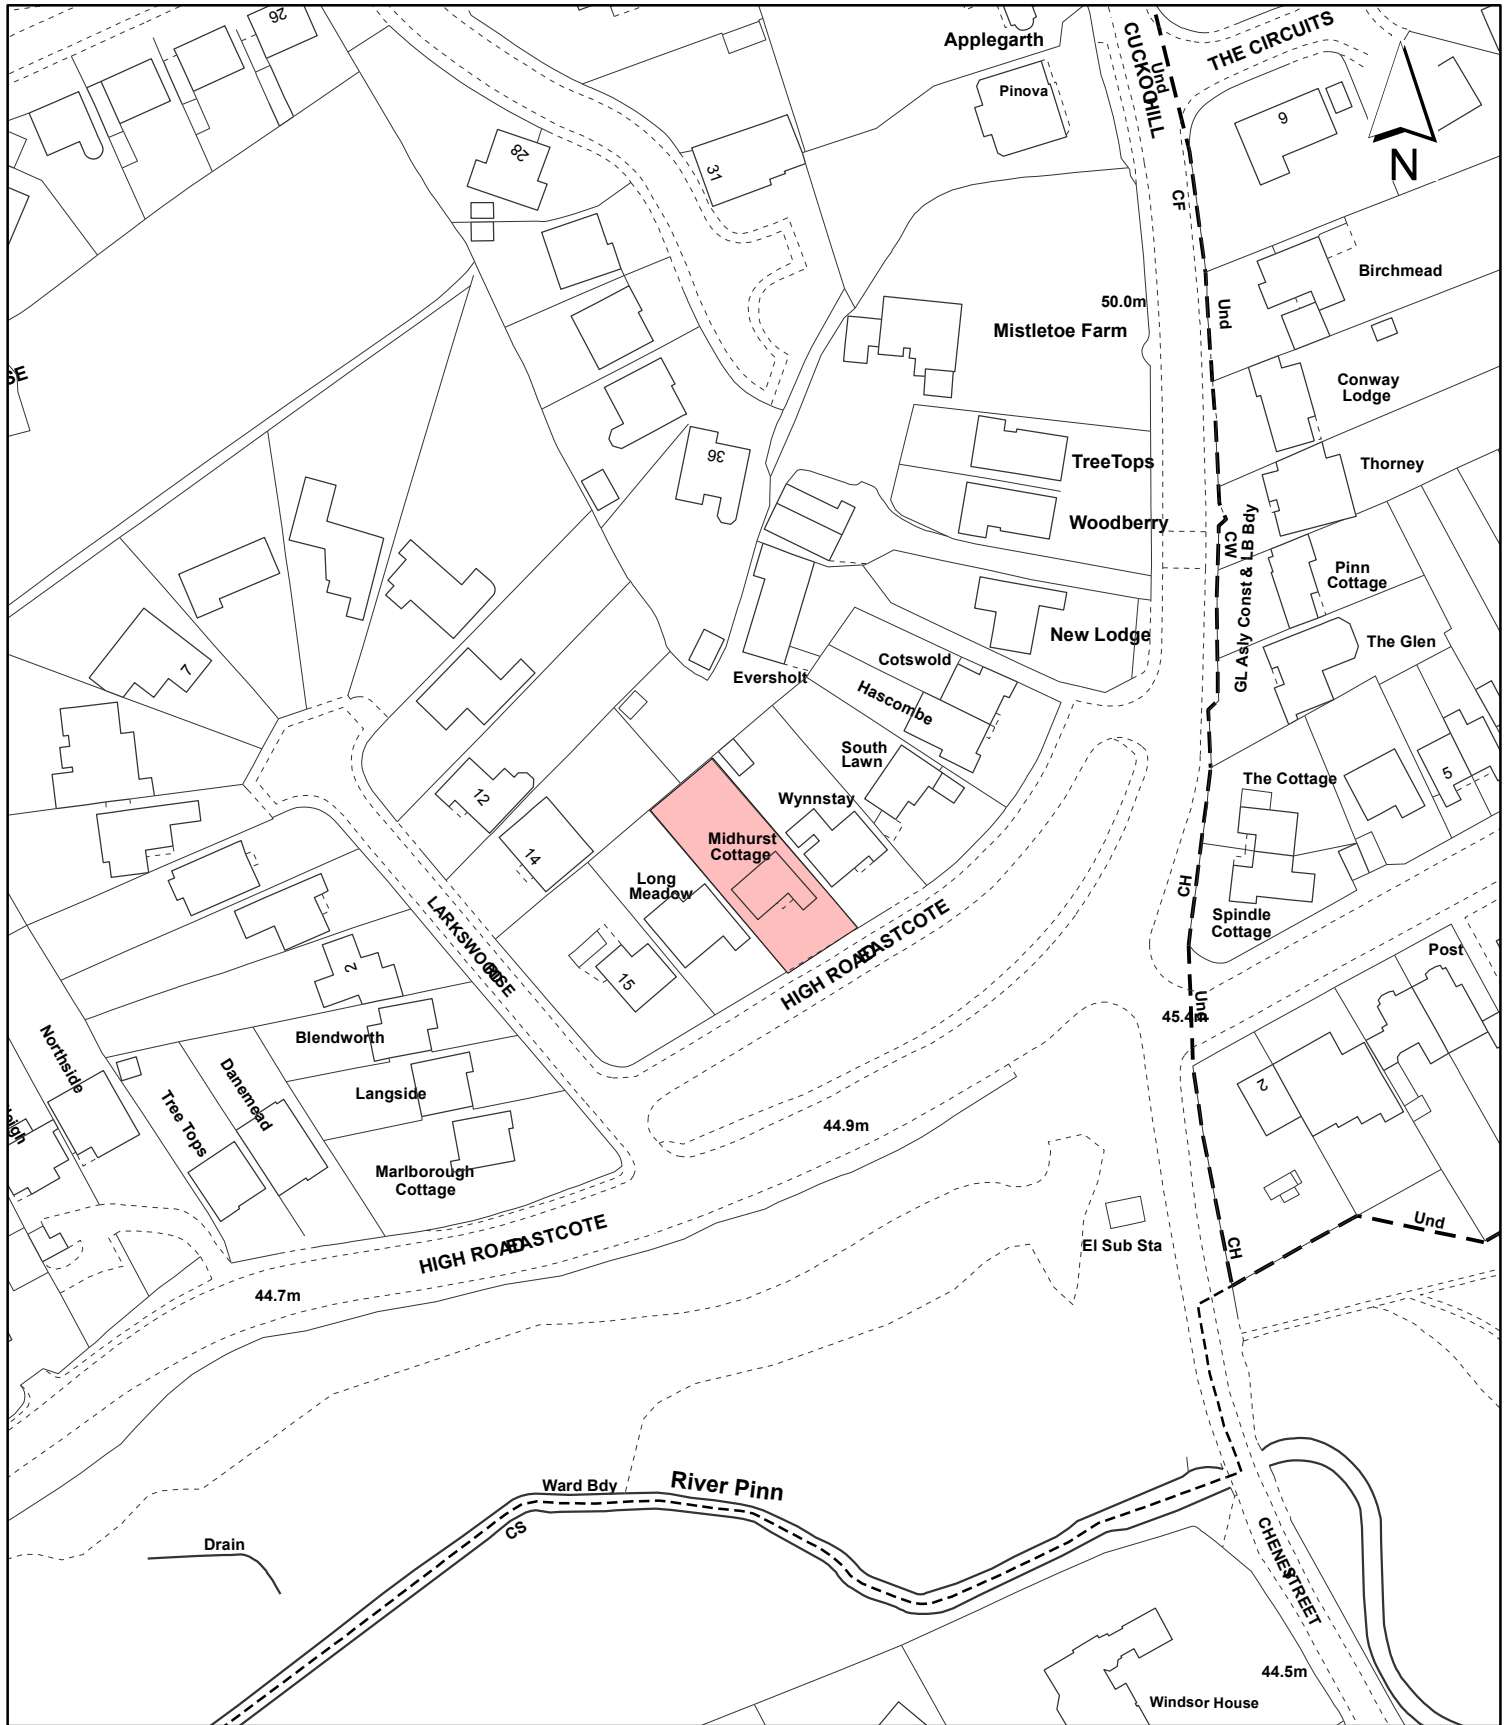 26
Applegarth
CUCKOO HILL
Und
THE CIRCUITS
Pinova
6
N
28
31
CF
Birchmead
50.0m
Und
Mistletoe Farm
SE
Conway
Lodge
36
TreeTops
Thorney
Woodberry
CW
GL Asly Const & LB Bdy
Pinn
Cottage
New Lodge
The Glen
7
Eversholt
Cotswold
Hascombe
South
Lawn
The Cottage
5
12
Wynnstay
Midhurst
Cottage
14
Long
Meadow
CH
Spindle
Cottage
LARKSWOOD RISE
HIGH ROAD EASTCOTE
Post
2
15
45.4m
Und
Northside
Blendworth
Danemead
Tree Tops
Langside
2
44.9m
Marlborough
Cottage
Und
HIGH ROAD EASTCOTE
El Sub Sta
CH
44.7m
Ward Bdy
River Pinn
CS
Drain
CHENE STREET
44.5m
Windsor House